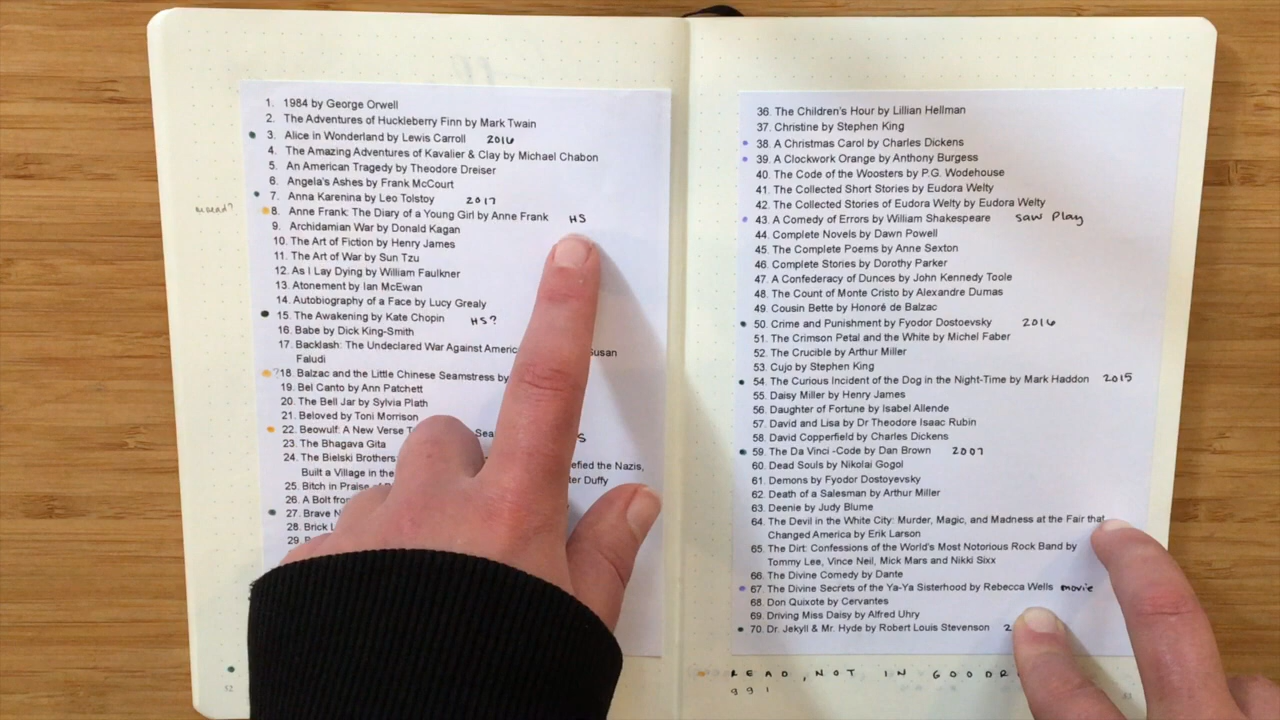 1. 1984 by George Orwell
2. The Adventures of Huckleberry Finn by Mark Twain
3. Alice in Wonderland by Lewis Carroll 2016
4. The Amazing Adventures of Kavalier & Clay by Michael Chabon
5. An American Tragedy by Theodore Dreiser
6. Angela's Ashes by Frank McCourt
7. Anna Karenina by Leo Tolstoy 2017
8. Anne Frank: The Diary of a Young Girl by Anne Frank HS
9. Archidamian War by Donald Kagan
10. The Art of Fiction by Henry James
11. The Art of War by Sun Tzu
12. As I Lay Dying by William Faulkner
13. Atonement by Ian McEwan
14. Autobiography of a Face by Lucy Grealy
15. The Awakening by Kate Chopin HS?
16. Babe by Dick King-Smith
17. Backlash: The Undeclared War Against Americ Susan
Faludi
?18. Balzac and the Little Chinese Seamstress by
19. Bel Canto by Ann Patchett
20. The Bell Jar by Sylvia Plath
21. Beloved by Toni Morrison
22. Beowulf: A New Verse T Sea S
23. The Bhagava Gita
24. The Bielski Brothers: efied the Nazis,
Built a Village in the ter Duffy
25. Bitch in Praise
26. A Bolt fro
27. Brave N
28. Brick L
29.
52
36. The Children's Hour by Lillian Hellman
37. Christine by Stephen King
38. A Christmas Carol by Charles Dickens
39. A Clockwork Orange by Anthony Burgess
40. The Code of the Woosters by P.G. Wodehouse
41. The Collected Short Stories by Eudora Welty
42. The Collected Stories of Eudora Welty by Eudora Welty
43. A Comedy of Errors by William Shakespeare saw Play
44. Complete Novels by Dawn Powell
45. The Complete Poems by Anne Sexton
46. Complete Stories by Dorothy Parker
47. A Confederacy of Dunces by John Kennedy Toole
48. The Count of Monte Cristo by Alexandre Dumas
49. Cousin Bette by Honoré de Balzac
50. Crime and Punishment by Fyodor Dostoevsky 2016
51. The Crimson Petal and the White by Michel Faber
52. The Crucible by Arthur Miller
53. Cujo by Stephen King
54. The Curious Incident of the Dog in the Night-Time by Mark Haddon 2015
55. Daisy Miller by Henry James
56. Daughter of Fortune by Isabel Allende
57. David and Lisa by Dr Theodore Isaac Rubin
58. David Copperfield by Charles Dickens
59. The Da Vinci -Code by Dan Brown 2007
60. Dead Souls by Nikolai Gogol
61. Demons by Fyodor Dostoyevsky
62. Death of a Salesman by Arthur Miller
63. Deenie by Judy Blume
64. The Devil in the White City: Murder, Magic, and Madness at the Fair that
Changed America by Erik Larson
65. The Dirt: Confessions of the World's Most Notorious Rock Band by
Tommy Lee, Vince Neil, Mick Mars and Nikki Sixx
66. The Divine Comedy by Dante
67. The Divine Secrets of the Ya-Ya Sisterhood by Rebecca Wells movie
68. Don Quixote by Cervantes
69. Driving Miss Daisy by Alfred Uhry
70. Dr. Jekyll & Mr. Hyde by Robert Louis Stevenson 2
READ, NOT IN GOODR